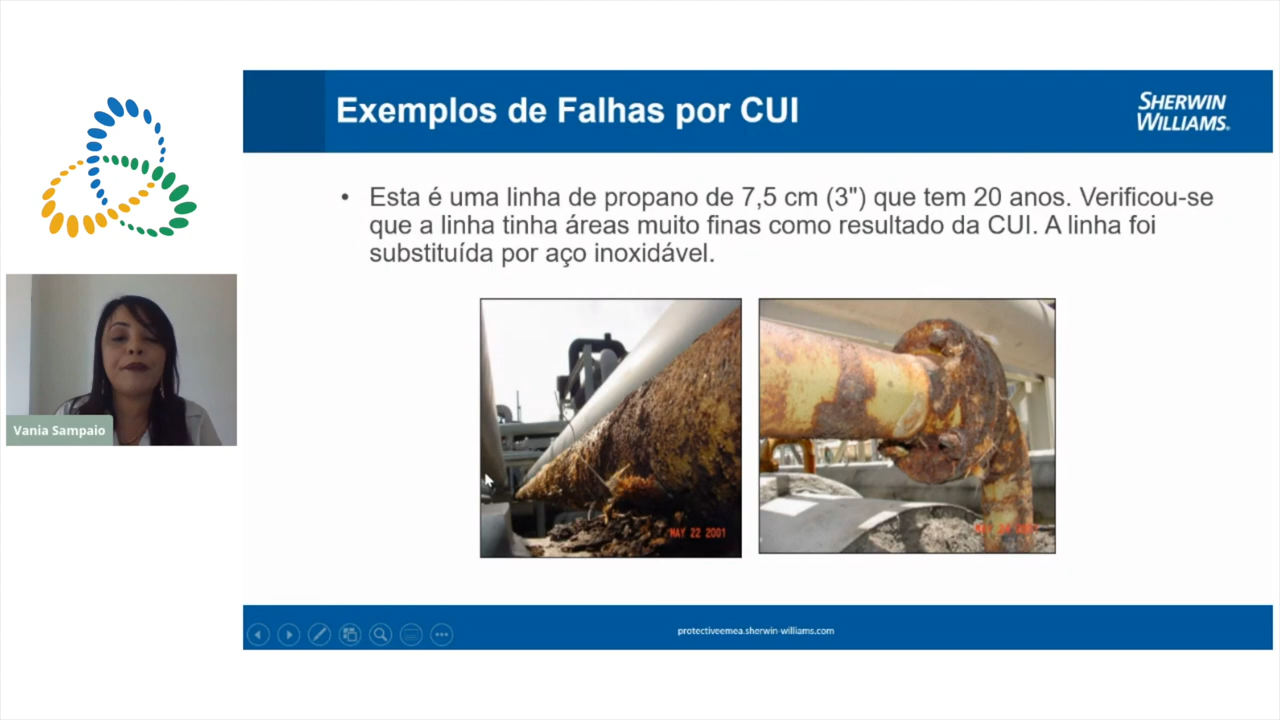 Exemplos de Falhas por CUI
SHERWIN
WILLIAMS.
• Esta é uma linha de propano de 7,5 cm (3") que tem 20 anos. Verificou-se
que a linha tinha áreas muito finas como resultado da CUI. A linha foi
substituída por aço inoxidável.
Vania Sampaio
MAY 22 2001
protectiveemea.sherwin-williams.com